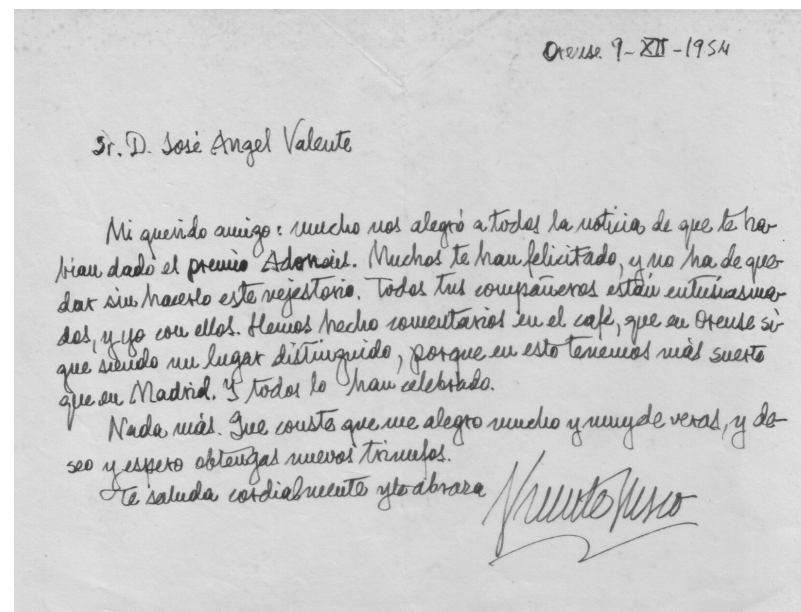 Orense 9-XII-1954
Sr. D. José Angel Valente
Mi querido amigo: mucho nos alegró a todos la noticia de que te ha-
bían dado el premio Adonais. Muchos te han felicitado, y no ha de que-
dar sin hacerlo este vejestorio. Todos tus compañeros están entusiasma-
dos, y yo con ellos. Hemos hecho comentarios en el café, que en Orense si-
gue siendo un lugar distinguido, porque en esto tenemos más suerte
que en Madrid. Y todos lo han celebrado.
Nada más. Que conste que me alegro mucho y muy de veras, y de-
seo y espero obtengas nuevos triunfos.
Te saluda cordialmente y te abraza
Vicente Risco